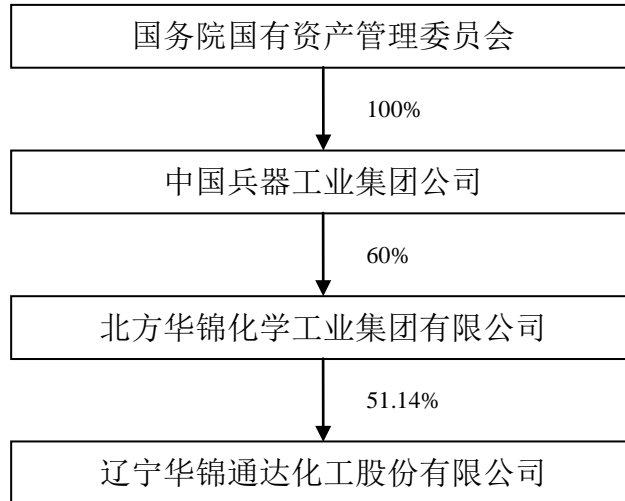 国务院国有资产管理委员会
100%
中国兵器工业集团公司
60%
北方华锦化学工业集团有限公司
51.14%
辽宁华锦通达化工股份有限公司